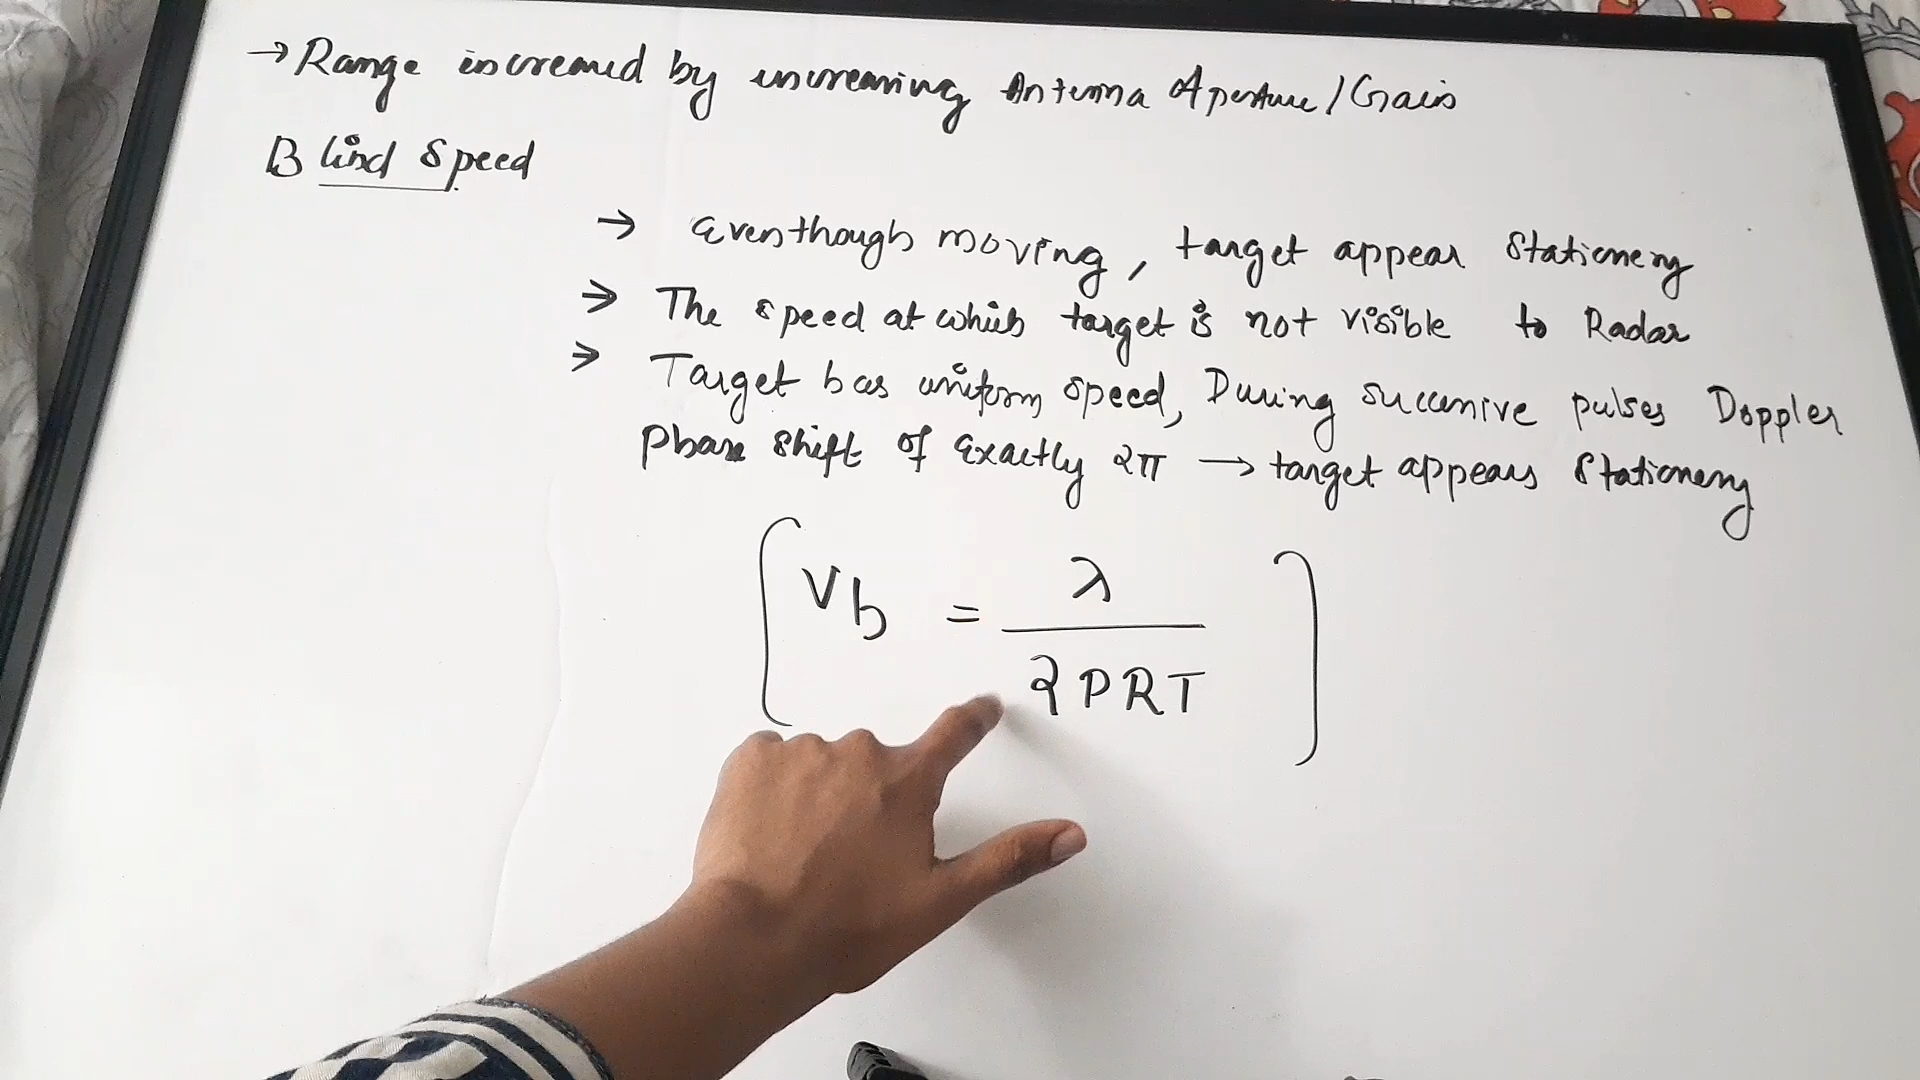 → Range increased by increasing Antenna Aperture/Gain
Blind Speed
→ Eventhough moving, target appear stationery
→ The speed at which target is not visible to Radar
→ Target has uniform speed, During successive pulses Doppler
phase shift of exactly 2π → target appears stationery
Vb = λ / 2PRT